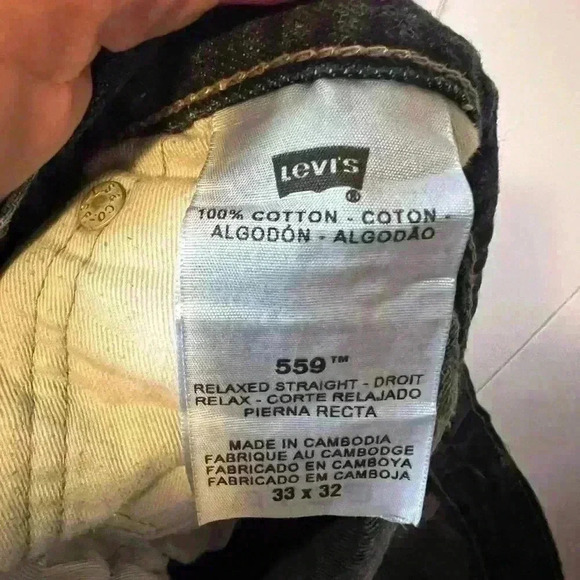 Levi's
®
100% COTTON - COTON -
ALGODÓN - ALGODÃO
559™
RELAXED STRAIGHT - DROIT
RELAX - CORTE RELAJADO
PIERNA RECTA
MADE IN CAMBODIA
FABRIQUE AU CAMBODGE
FABRICADO EN CAMBOYA
FABRICADO EM CAMBOJA
33 x 32